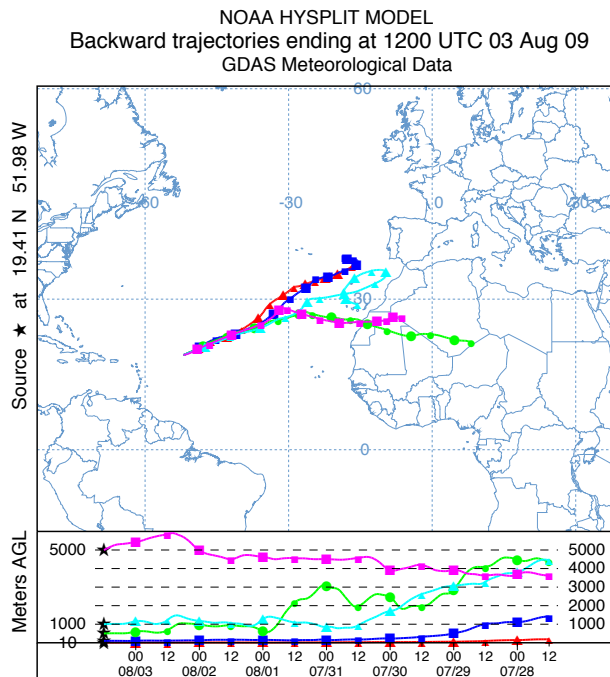 NOAA HYSPLIT MODEL
Backward trajectories ending at 1200 UTC 03 Aug 09
GDAS Meteorological Data
Source ★ at 19.41 N 51.98 W
60
-60 -30 0 30
30
0
Meters AGL
5000 5000
4000
3000
2000
1000 1000
10
00 12 00 12 00 12 00 12 00 12 00 12 00 12
08/03 08/02 08/01 07/31 07/30 07/29 07/28